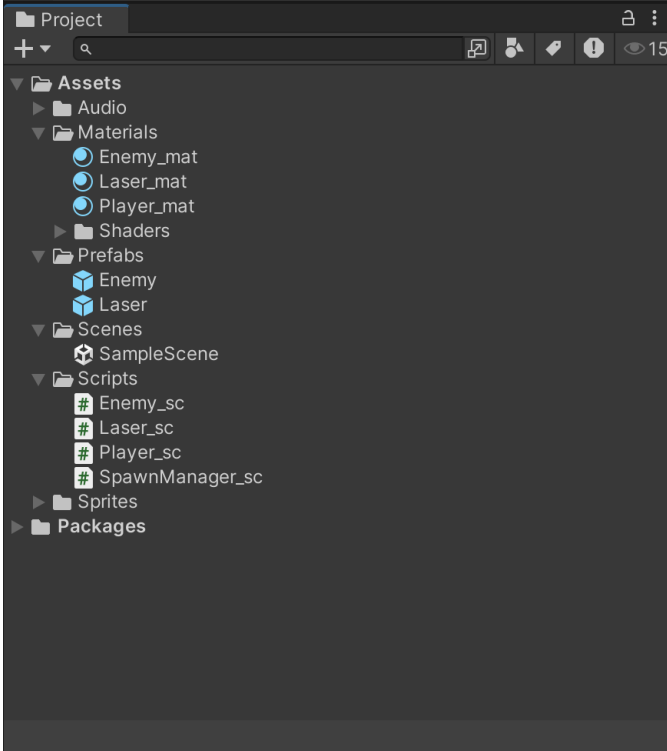 Project
15
Assets
Audio
Materials
Enemy_mat
Laser_mat
Player_mat
Shaders
Prefabs
Enemy
Laser
Scenes
SampleScene
Scripts
Enemy_sc
Laser_sc
Player_sc
SpawnManager_sc
Sprites
Packages